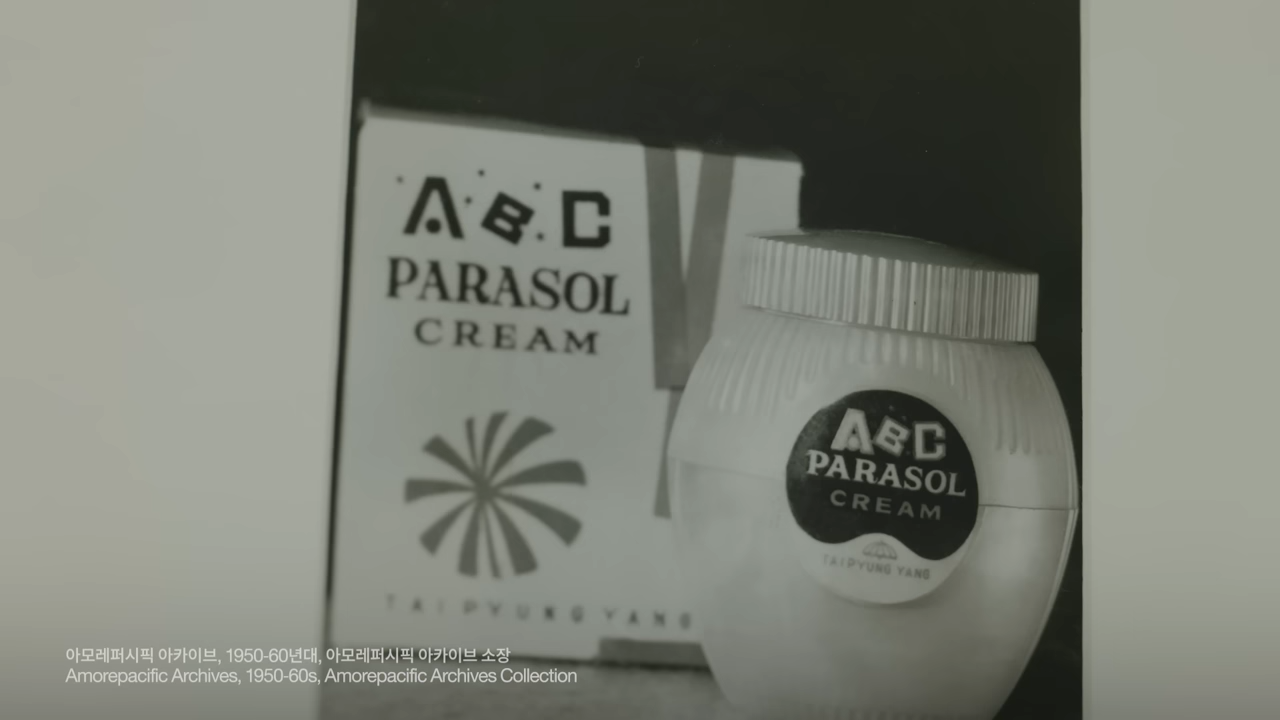 ABC
PARASOL
CREAM
TAIPYUNG YANG
ABC
PARASOL
CREAM
TAIPYUNG YANG
아모레퍼시픽 아카이브, 1950-60년대, 아모레퍼시픽 아카이브 소장
Amorepacific Archives, 1950-60s, Amorepacific Archives Collection